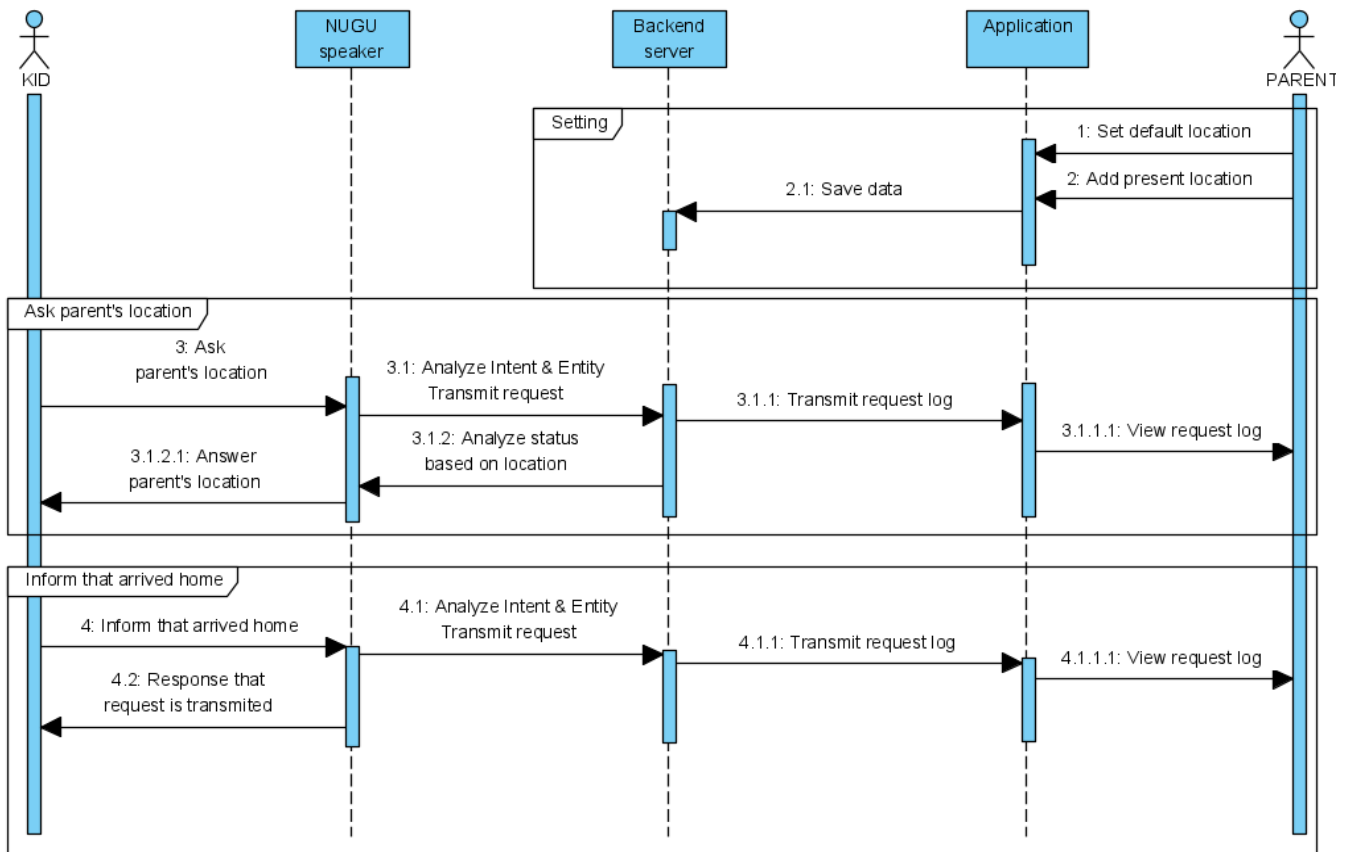 KID
NUGU
speaker
Backend
server
Application
PARENT
Setting
1: Set default location
2: Add present location
2.1: Save data
Ask parent's location
3: Ask
parent's location
3.1: Analyze Intent & Entity
Transmit request
3.1.1: Transmit request log
3.1.1.1: View request log
3.1.2: Analyze status
based on location
3.1.2.1: Answer
parent's location
Inform that arrived home
4: Inform that arrived home
4.1: Analyze Intent & Entity
Transmit request
4.1.1: Transmit request log
4.1.1.1: View request log
4.2: Response that
request is transmited